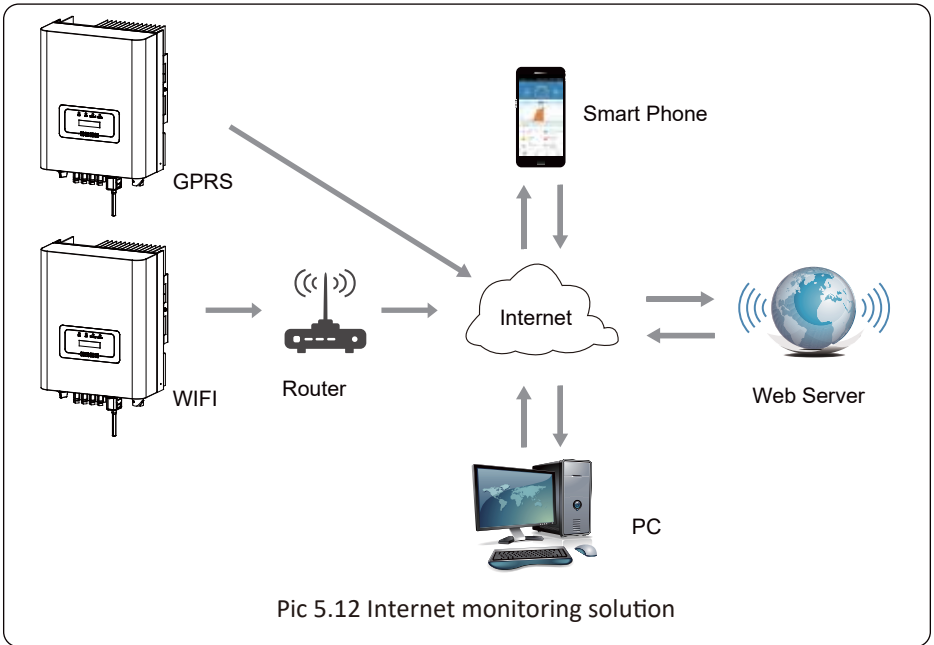 Smart Phone
GPRS
Internet
WIFI
Router
Web Server
PC
Pic 5.12 Internet monitoring solution